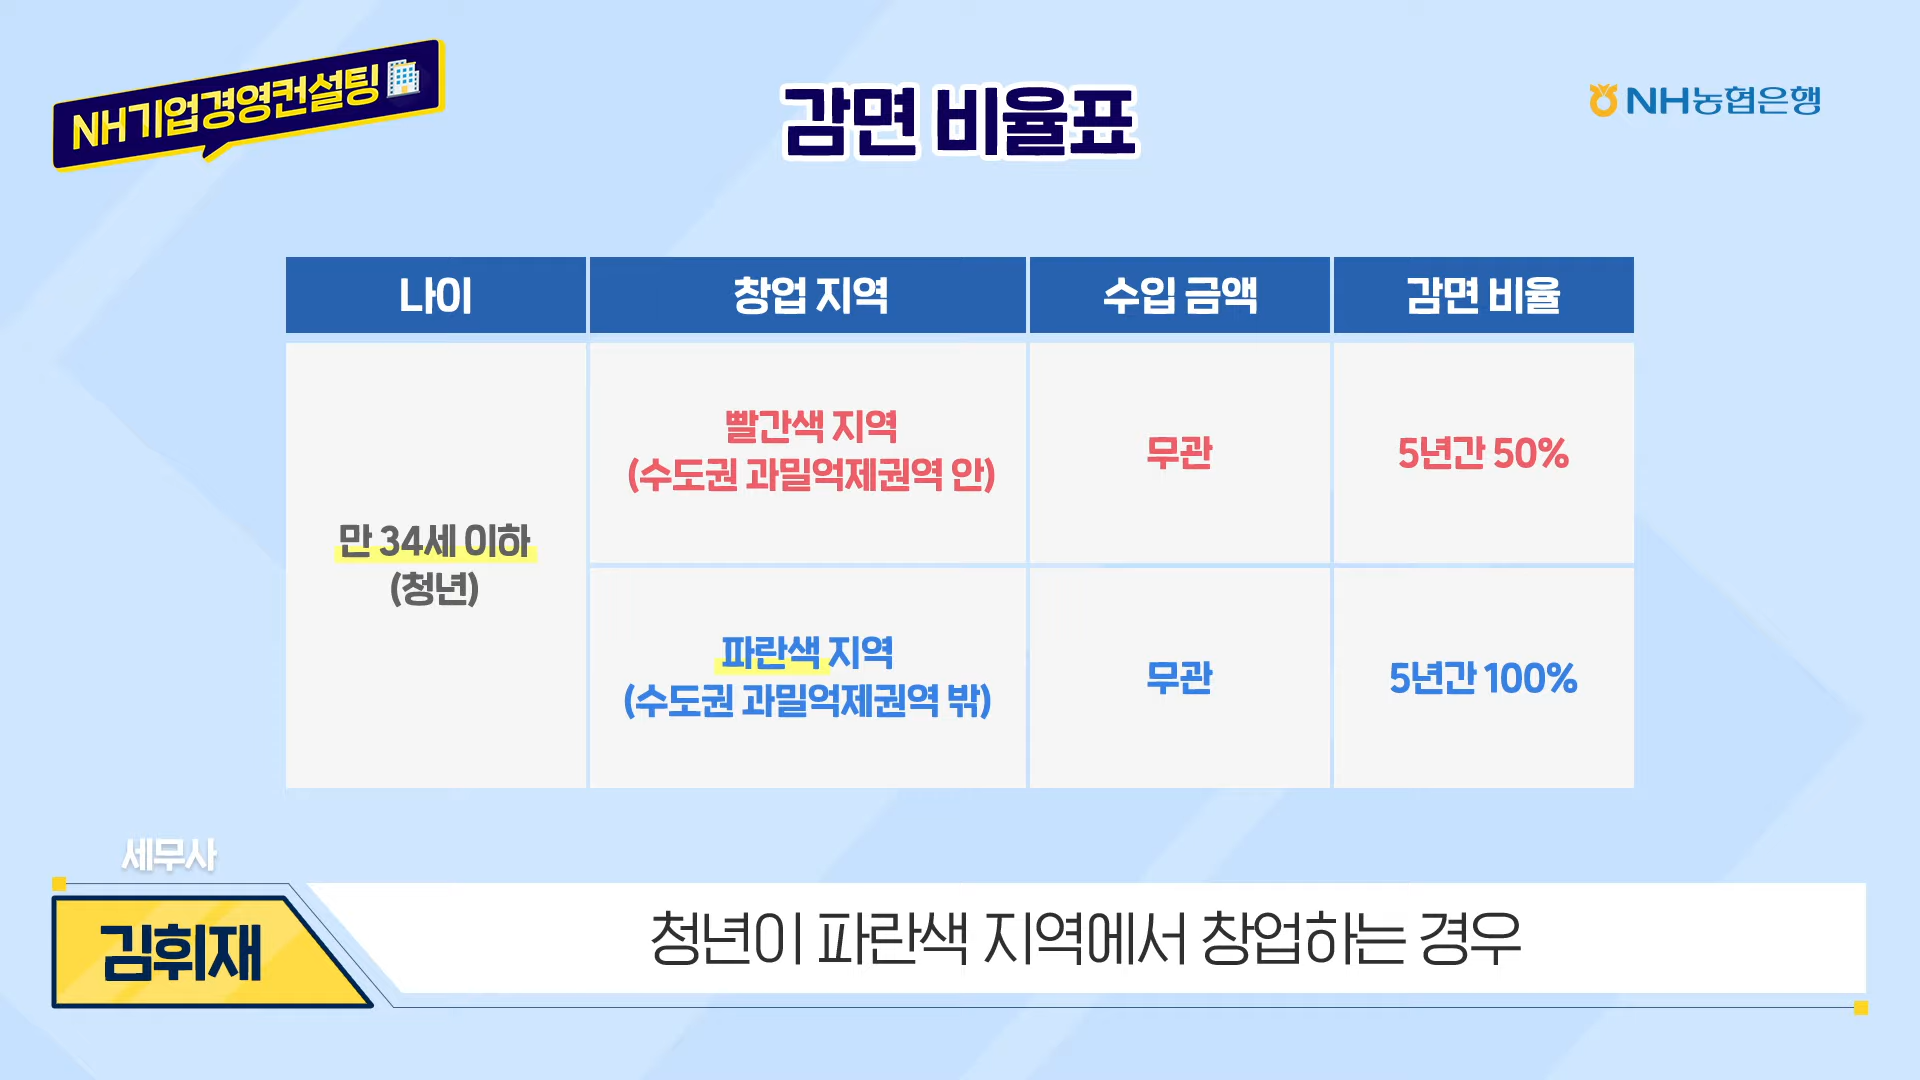 NH기업경영컨설팅
감면 비율표
NH농협은행
나이
창업 지역
수입 금액
감면 비율
만 34세 이하
(청년)
빨간색 지역
(수도권 과밀억제권역 안)
무관
5년간 50%
파란색 지역
(수도권 과밀억제권역 밖)
무관
5년간 100%
세무사
김휘재
청년이 파란색 지역에서 창업하는 경우